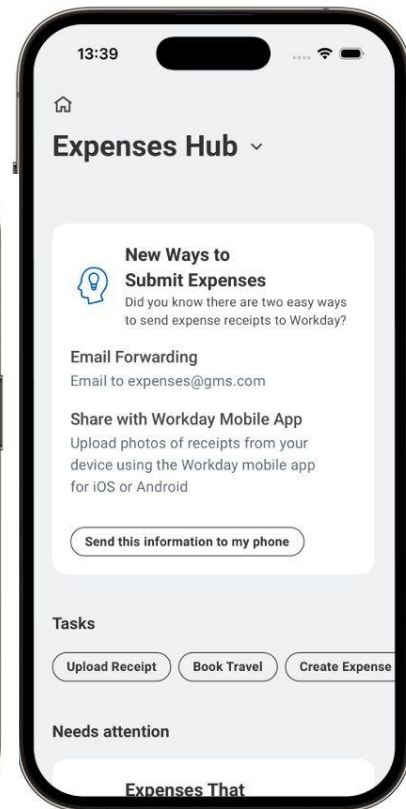 13:39
Expenses Hub
New Ways to
Submit Expenses
Did you know there are two easy ways
to send expense receipts to Workday?
Email Forwarding
Email to expenses@gms.com
Share with Workday Mobile App
Upload photos of receipts from your
device using the Workday mobile app
for iOS or Android
Send this information to my phone
Tasks
Upload Receipt Book Travel Create Expense
Needs attention
Expenses That